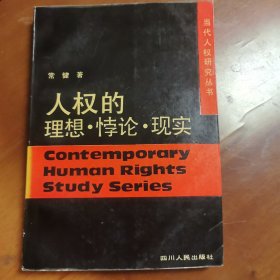 当代人权研究丛书
常健 著
人权的
理想·悖论·现实
Contemporary
Human Rights
Study Series
四川人民出版社